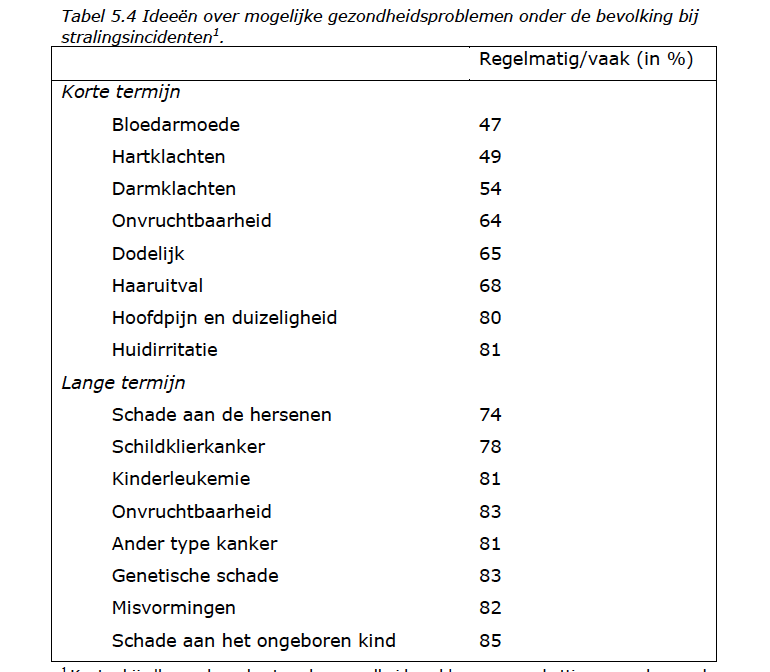 Tabel 5.4 Ideeën over mogelijke gezondheidsproblemen onder de bevolking bij
stralingsincidenten¹.
Regelmatig/vaak (in %)
Korte termijn
Bloedarmoede 47
Hartklachten 49
Darmklachten 54
Onvruchtbaarheid 64
Dodelijk 65
Haaruitval 68
Hoofdpijn en duizeligheid 80
Huidirritatie 81
Lange termijn
Schade aan de hersenen 74
Schildklierkanker 78
Kinderleukemie 81
Onvruchtbaarheid 83
Ander type kanker 81
Genetische schade 83
Misvormingen 82
Schade aan het ongeboren kind 85